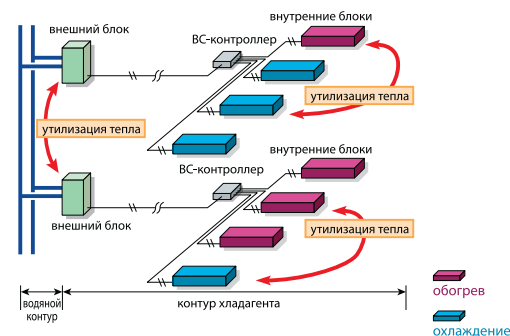 внешний блок
внутренние блоки
ВС-контроллер
утилизация тепла
утилизация тепла
внутренние блоки
ВС-контроллер
внешний блок
утилизация тепла
водяной
контур
контур хладагента
обогрев
охлаждение